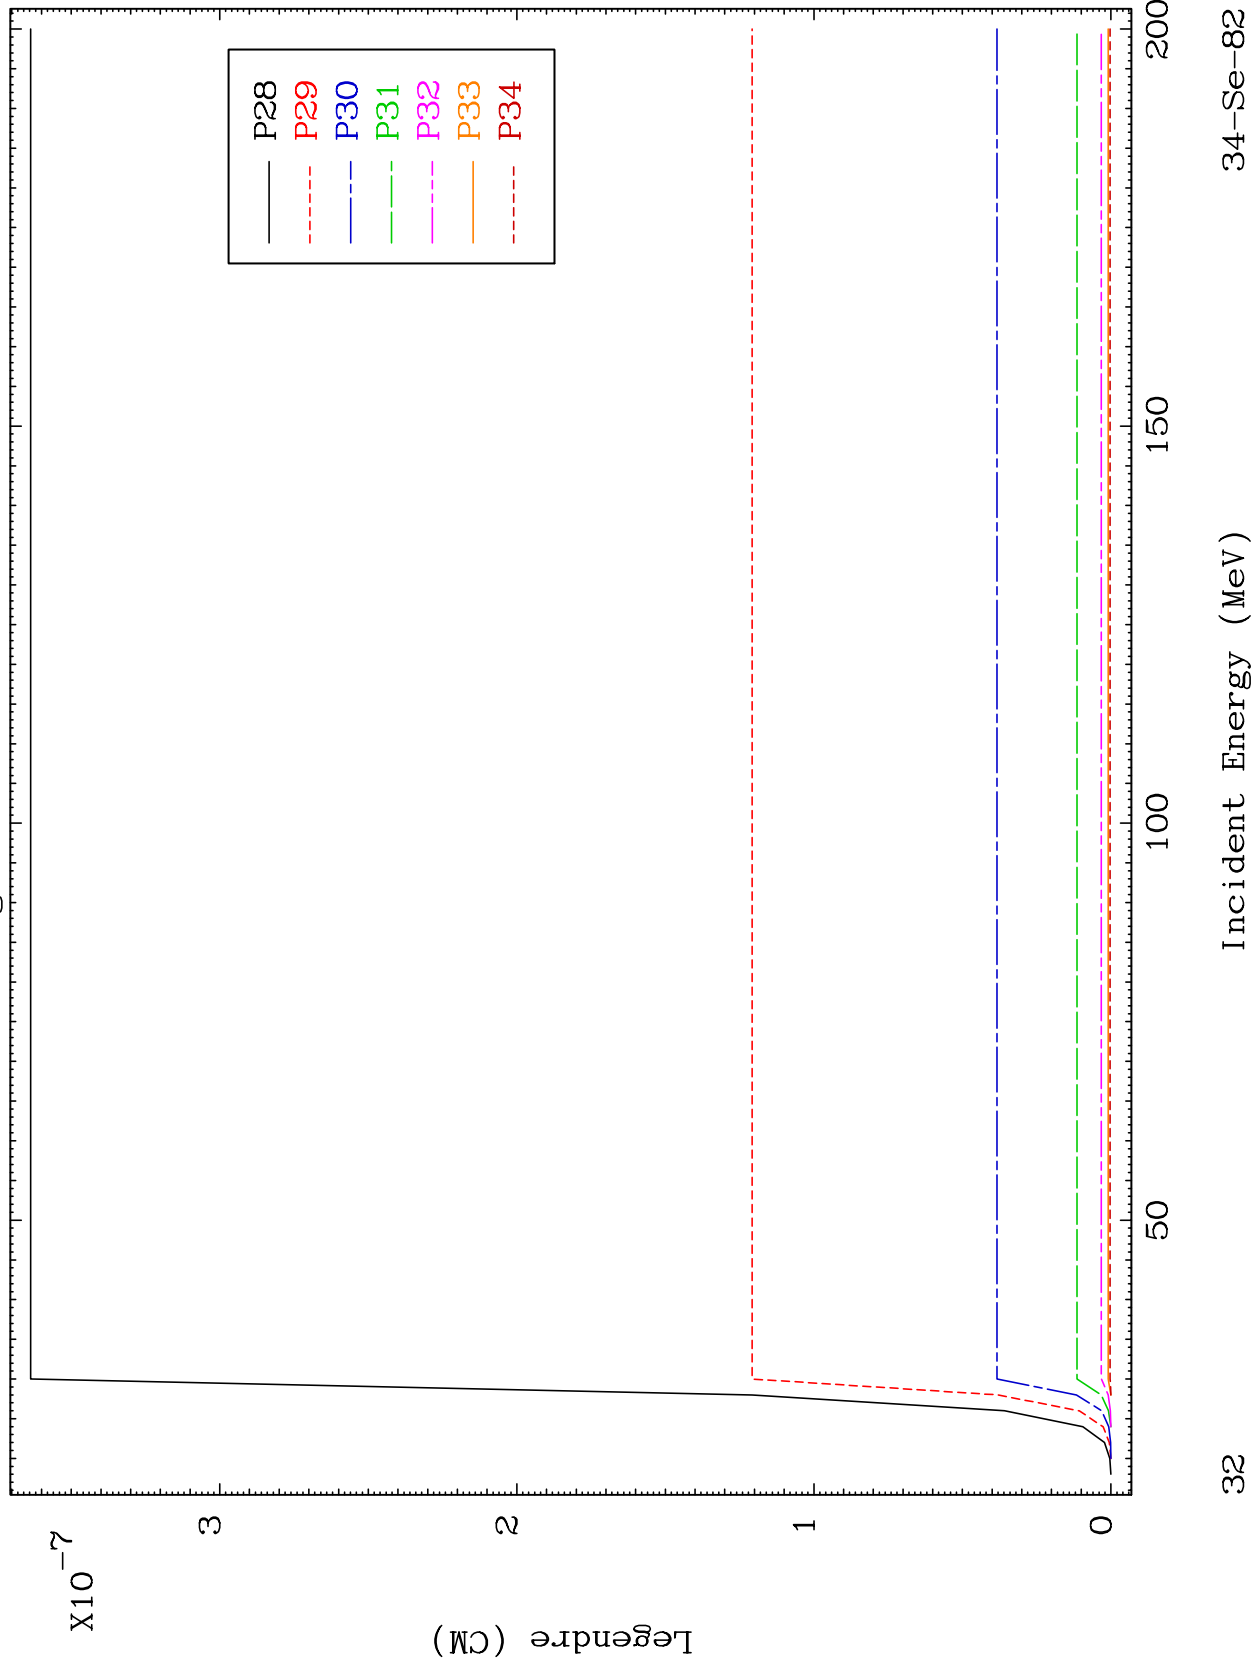 X10-7
3
2
1
0
Legendre (CM)
P28
P29
P30
P31
P32
P33
P34
50
100
150
200
Incident Energy (MeV)
32
34-Se-82